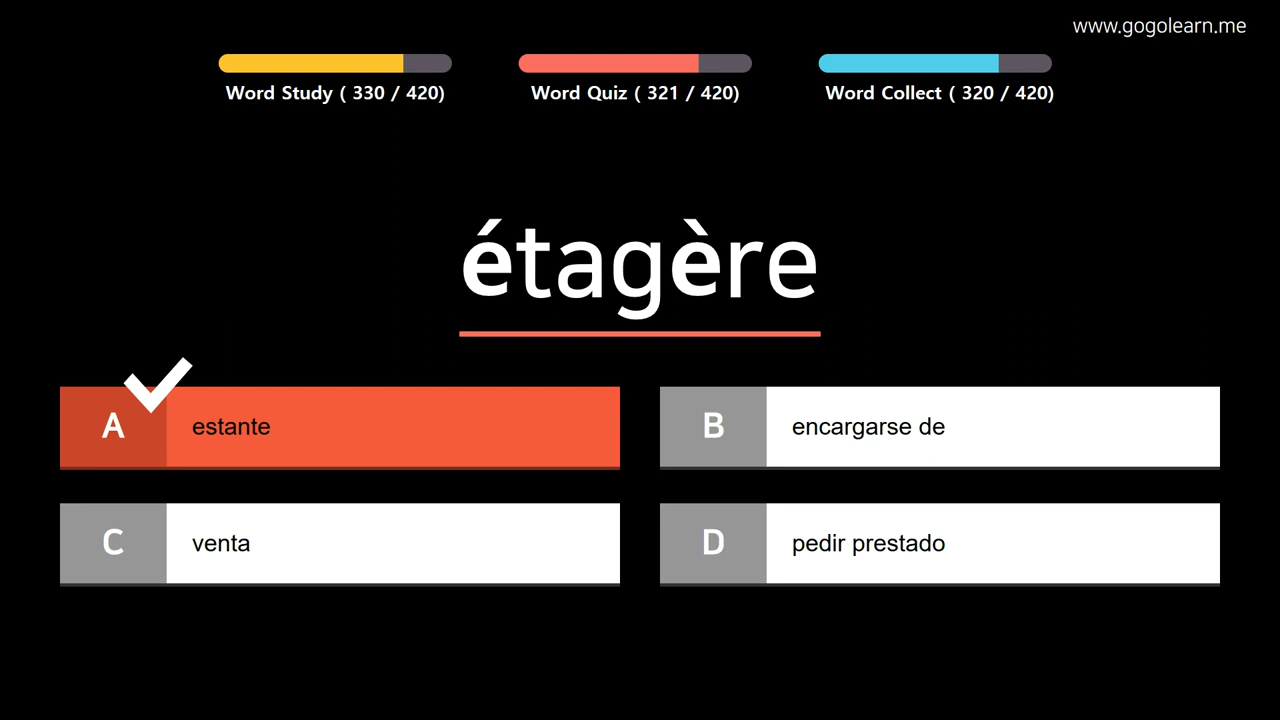 www.gogolearn.me
Word Study ( 330 / 420)
Word Quiz ( 321 / 420)
Word Collect ( 320 / 420)
étagère
A estante
B encargarse de
C venta
D pedir prestado